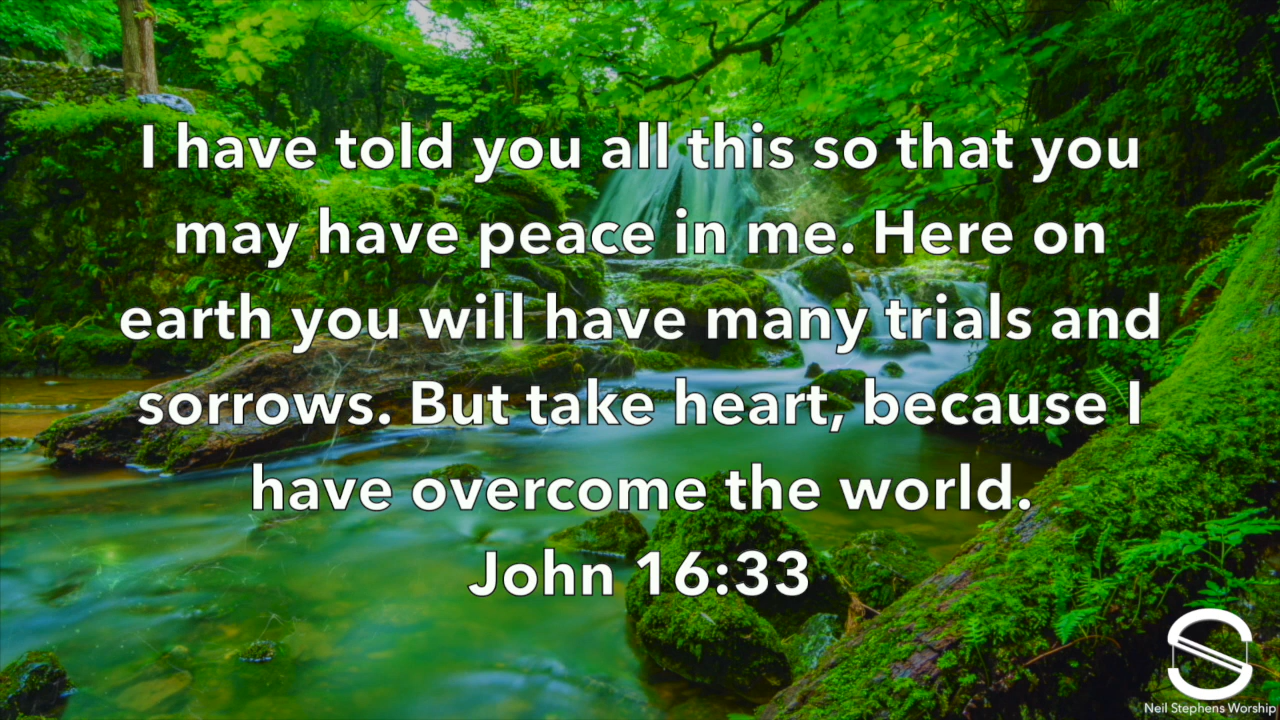 I have told you all this so that you
may have peace in me. Here on
earth you will have many trials and
sorrows. But take heart, because I
have overcome the world.
John 16:33
Neil Stephens Worship